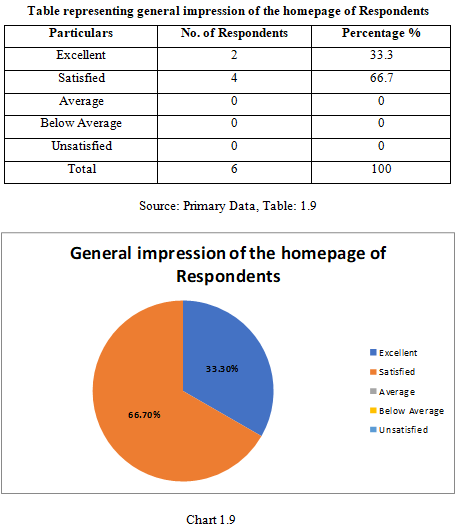 Table representing general impression of the homepage of Respondents
Particulars No. of Respondents Percentage %
Excellent 2 33.3
Satisfied 4 66.7
Average 0 0
Below Average 0 0
Unsatisfied 0 0
Total 6 100
Source: Primary Data, Table: 1.9
General impression of the homepage of
Respondents
33.30%
66.70%
Excellent
Satisfied
Average
Below Average
Unsatisfied
Chart 1.9